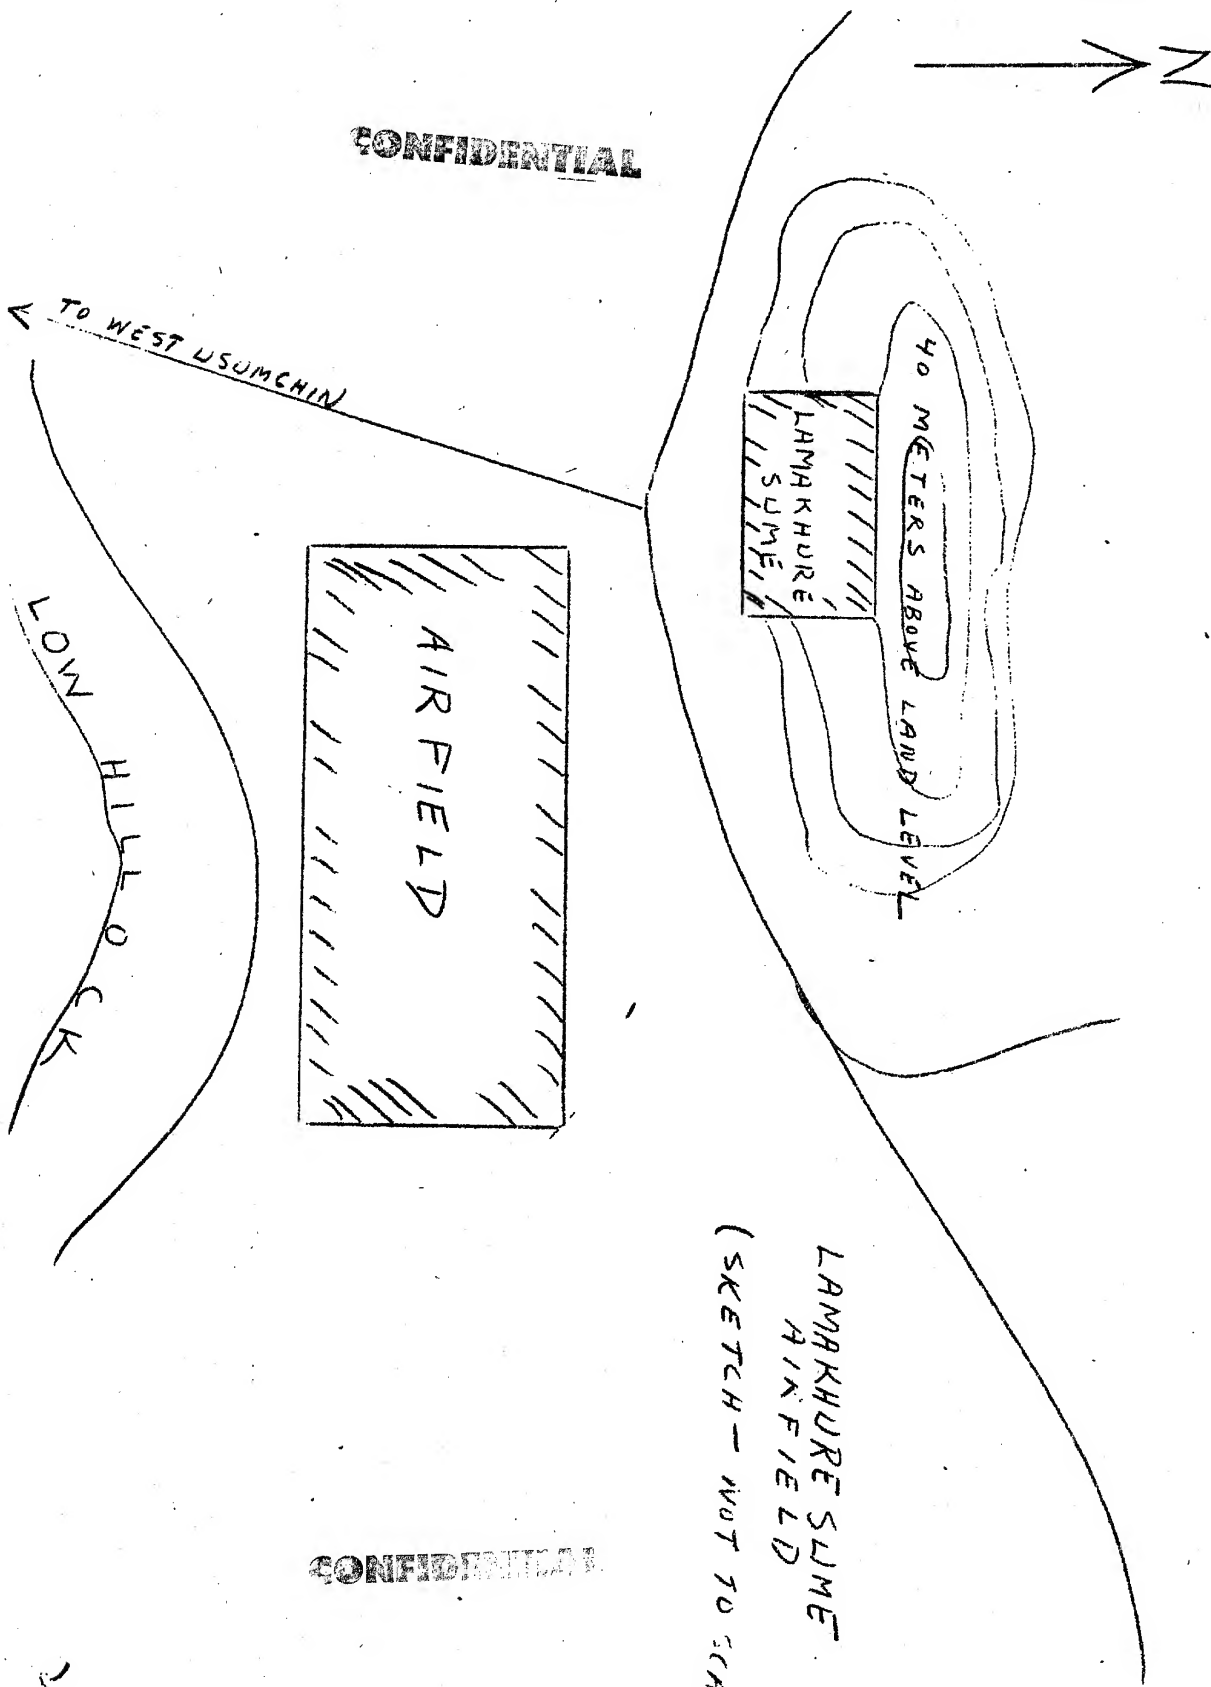 N
CONFIDENTIAL
TO WEST USUMCHIN
40 METERS ABOVE LAND LEVEL
LAMAKHURE
SUME
AIRFIELD
LOW HILLOCK
LAMAKHURE SUME
AIRFIELD
(SKETCH - NOT TO SCA
CONFIDENTIAL